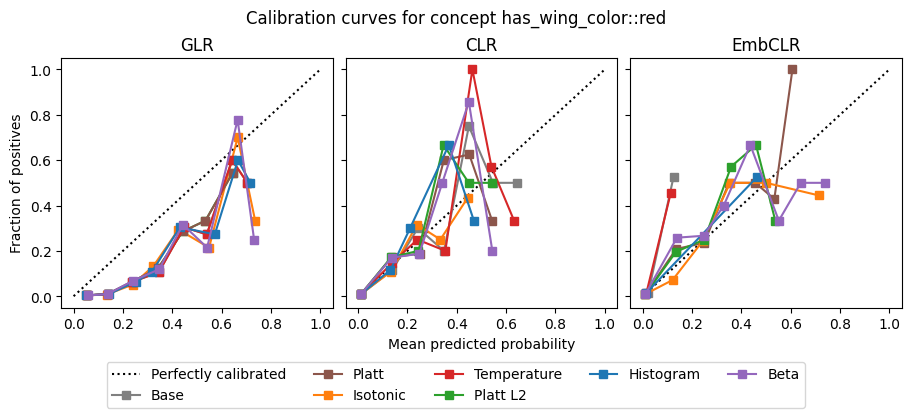 Calibration curves for concept has_wing_color::red
GLR
CLR
EmbCLR
Fraction of positives
1.0
0.8
0.6
0.4
0.2
0.0
0.0 0.2 0.4 0.6 0.8 1.0
0.0 0.2 0.4 0.6 0.8 1.0
0.0 0.2 0.4 0.6 0.8 1.0
Mean predicted probability
Perfectly calibrated Platt Temperature Histogram Beta
Base Isotonic Platt L2